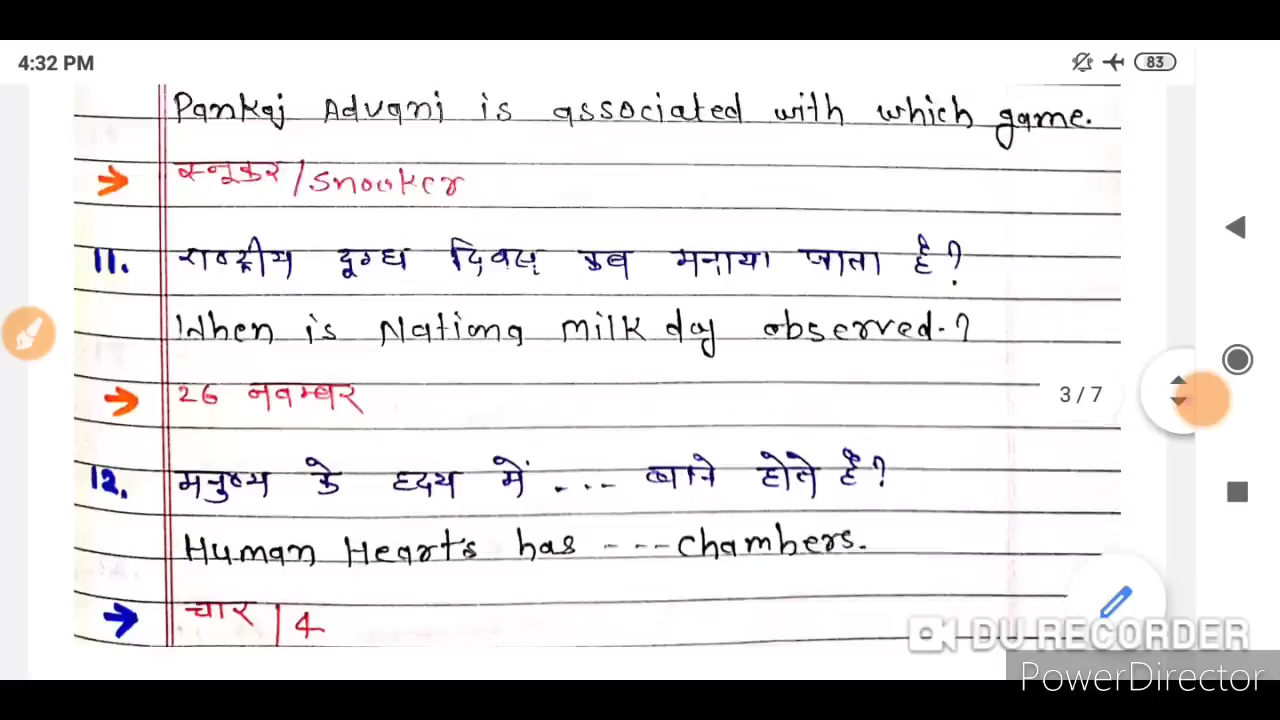 4:32 PM
83
Pankaj Advani is associated with which game.
स्नूकर / Snooker
11. राष्ट्रीय दुग्ध दिवस कब मनाया जाता है?
When is Nationa milk day observed.?
26 नवम्बर
3 / 7
12. मनुष्य के हृदय में .... खाने होते है?
Human Hearts has --- chambers.
चार / 4
DU RECORDER
PowerDirector